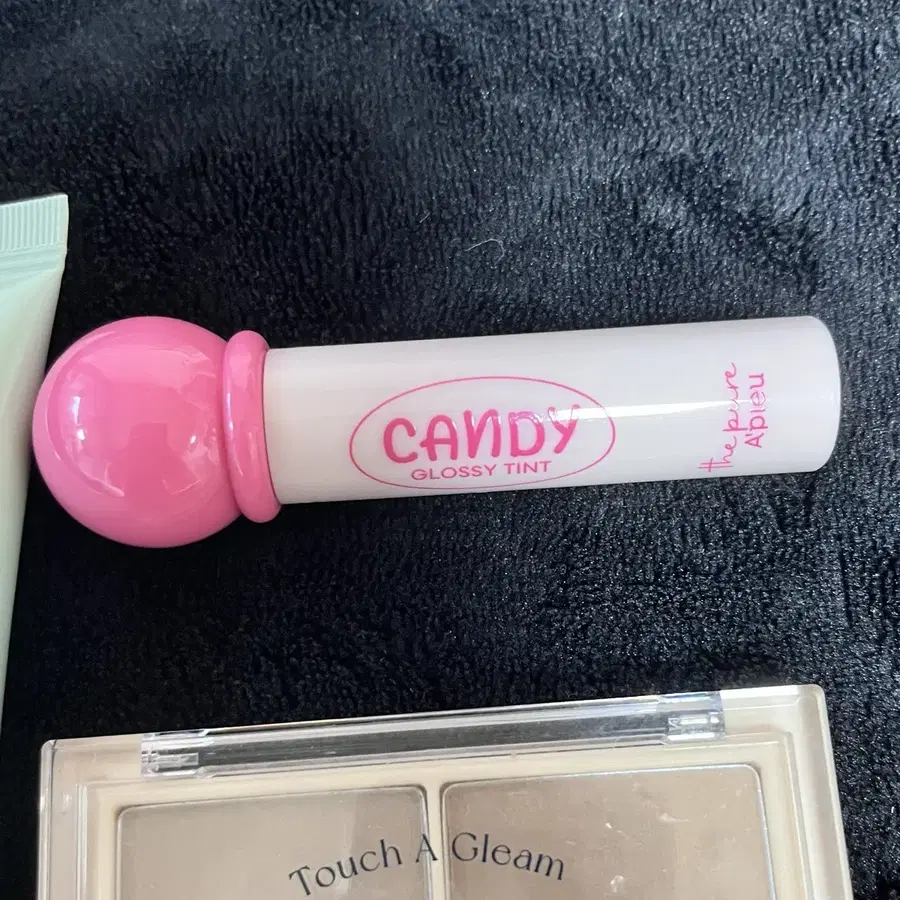 CANDY
GLOSSY TINT
the pure
A'pieu
Touch A Gleam